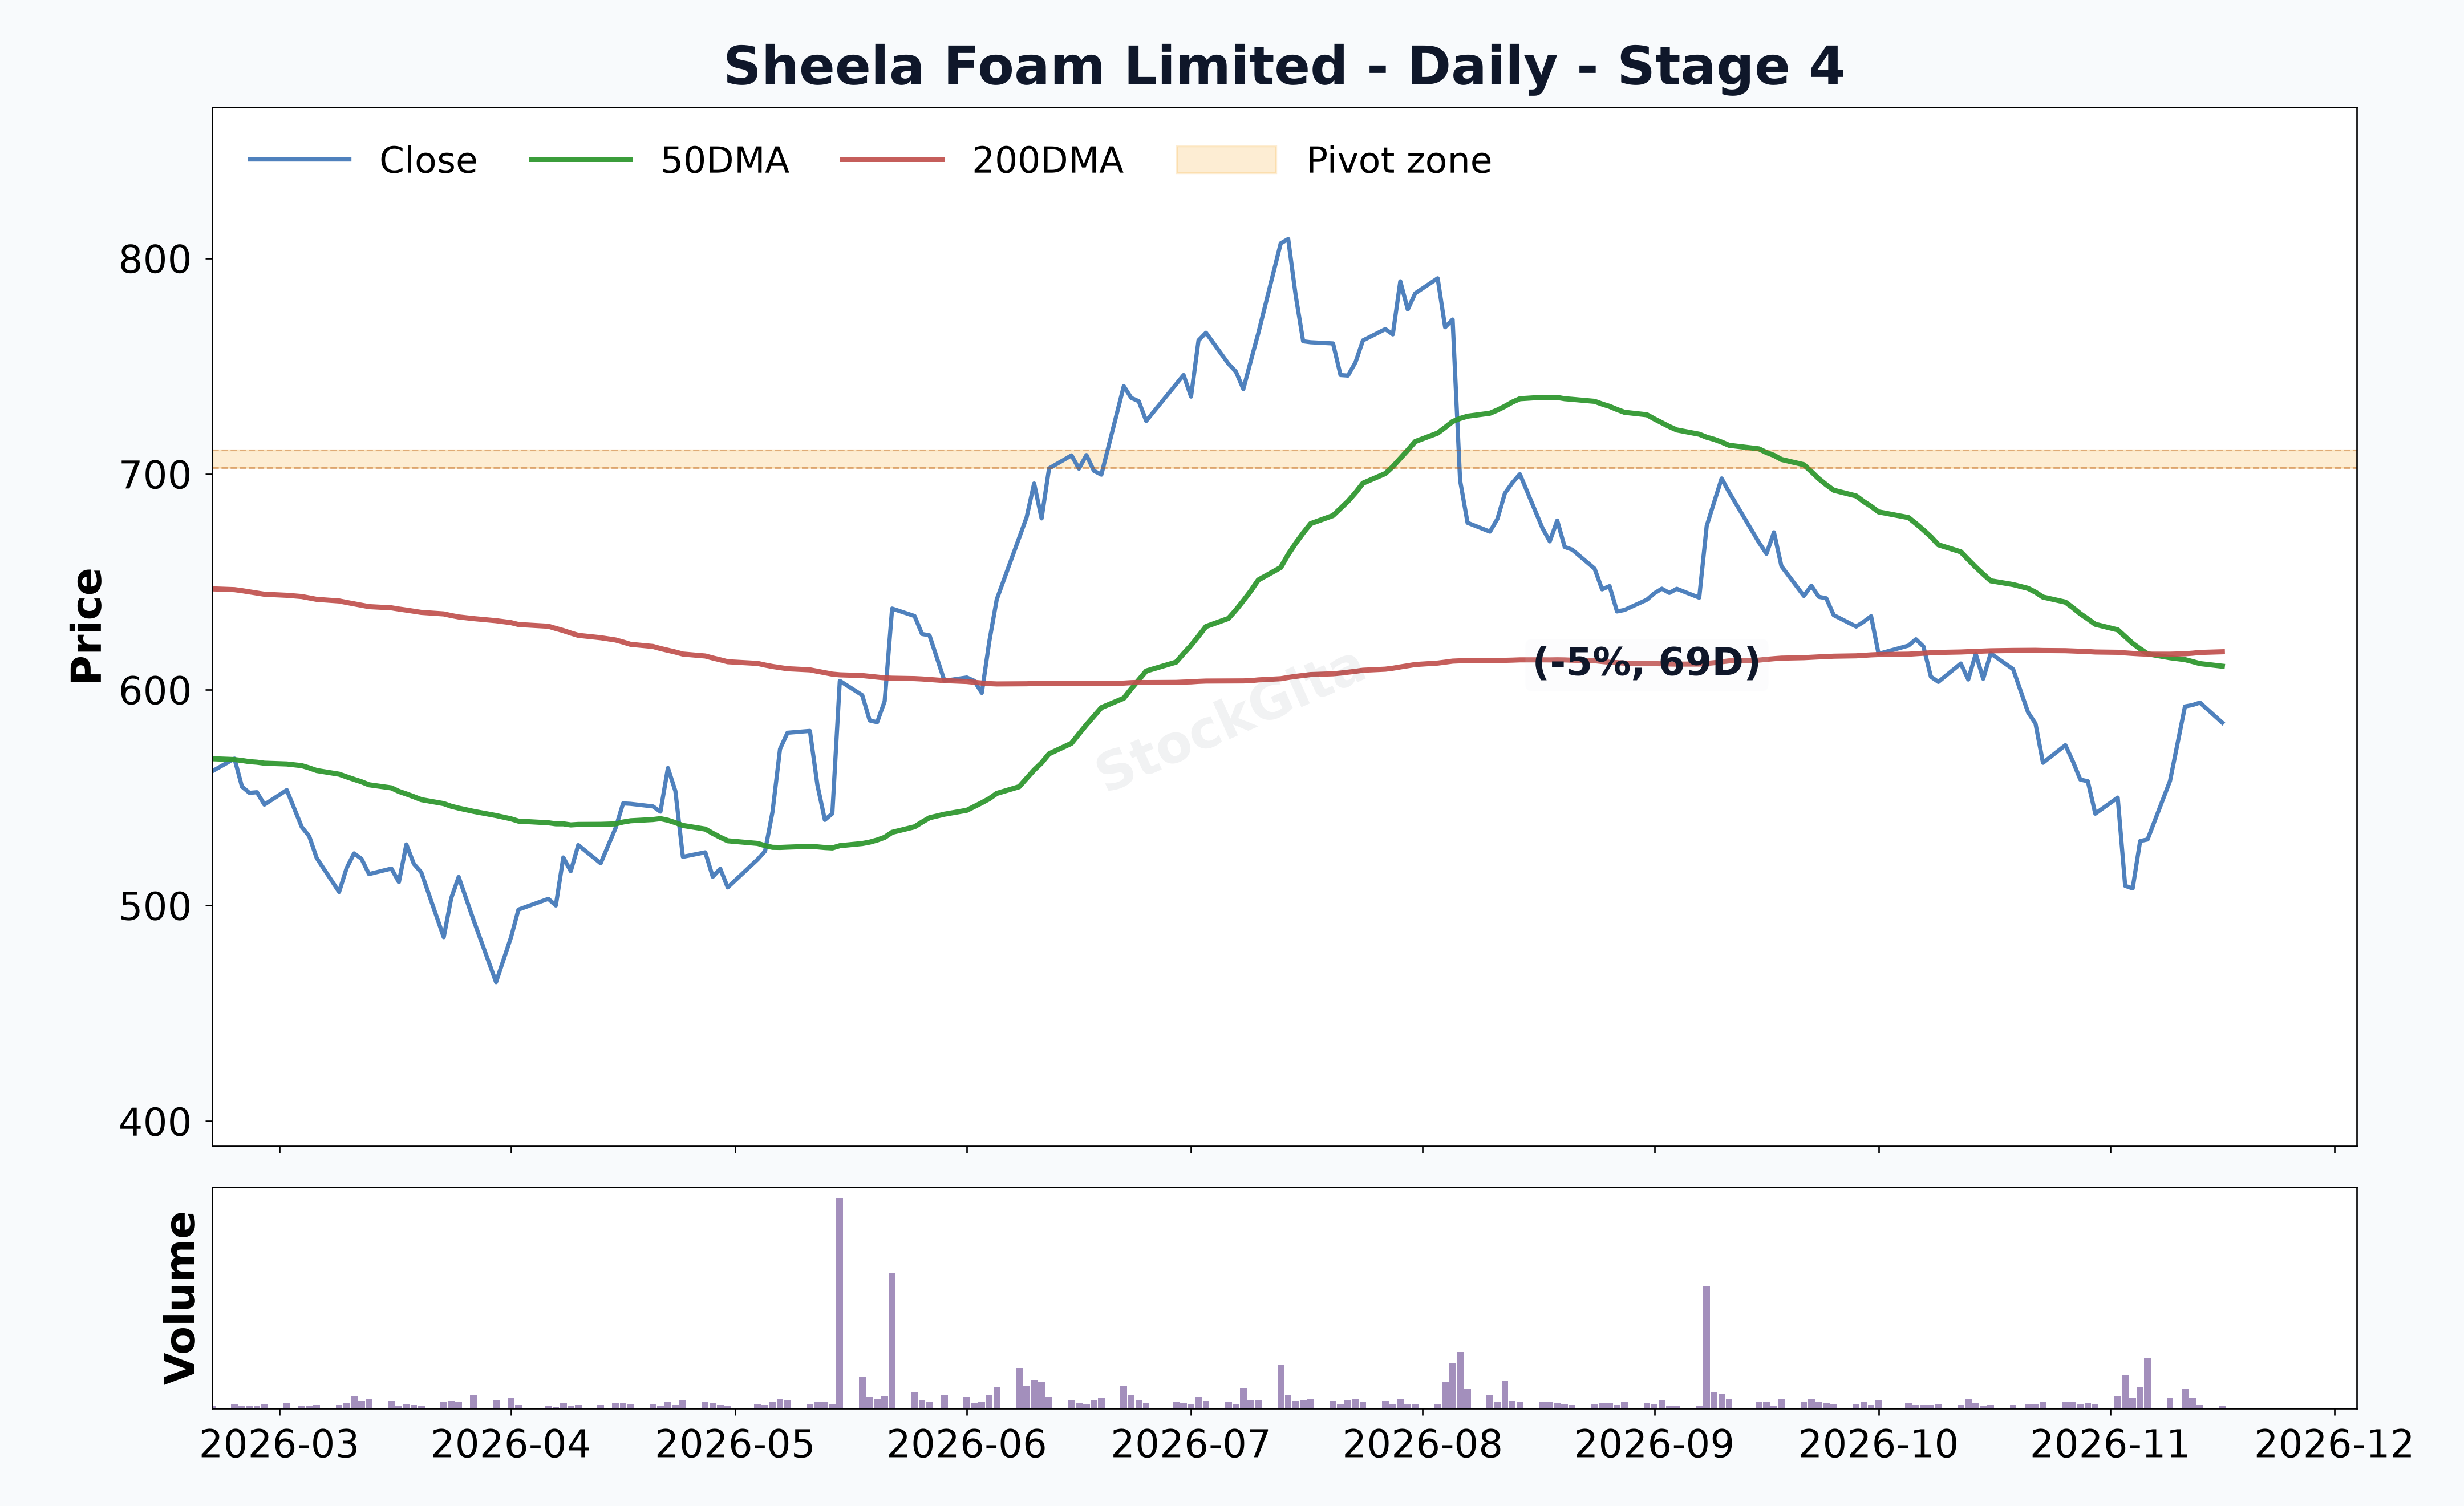 Sheela Foam Limited - Daily - Stage 4
Close 50DMA 200DMA Pivot zone
800
700
600
500
400
Price
(-5%, 69D)
StockGita
Volume
2026-03 2026-04 2026-05 2026-06 2026-07 2026-08 2026-09 2026-10 2026-11 2026-12